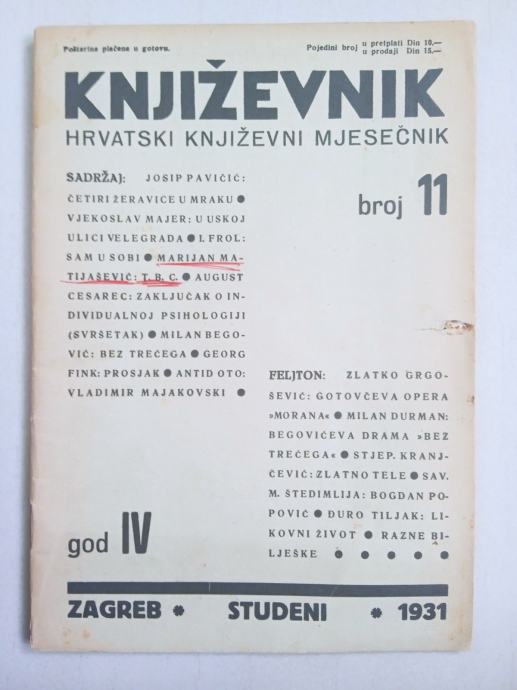 Poštarina plaćena u gotovu.
Pojedini broj u pretplati Din 10.—
u prodaji Din 15.—
KNJIŽEVNIK
HRVATSKI KNJIŽEVNI MJESEČNIK
SADRŽAJ: JOSIP PAVIČIĆ:
ČETIRI ŽERAVICE U MRAKU ●
VJEKOSLAV MAJER: U USKOJ
ULICI VELEGRADA ● I. FROL:
SAM U SOBI ● MARIJAN MA-
TIJAŠEVIĆ: T. B. C. ● AUGUST
CESAREC: ZAKLJUČAK O IN-
DIVIDUALNOJ PSIHOLOGIJI
(SVRŠETAK) ● MILAN BEGO-
VIĆ: BEZ TREĆEGA ● GEORG
FINK: PROSJAK ● ANTID OTO:
VLADIMIR MAJAKOVSKI ●
broj 11
FELJTON: ZLATKO GRGO-
ŠEVIĆ: GOTOVČEVA OPERA
»MORANA« ● MILAN DURMAN:
BEGOVIĆEVA DRAMA »BEZ
TREĆEGA« ● STJEP. KRANJ-
ČEVIĆ: ZLATNO TELE ● SAV.
M. ŠTEDIMLIJA: BOGDAN PO-
POVIĆ ● ĐURO TILJAK: LI-
KOVNI ŽIVOT ● RAZNE BI-
LJEŠKE ● ● ● ● ●
god IV
ZAGREB * STUDENI * 1931